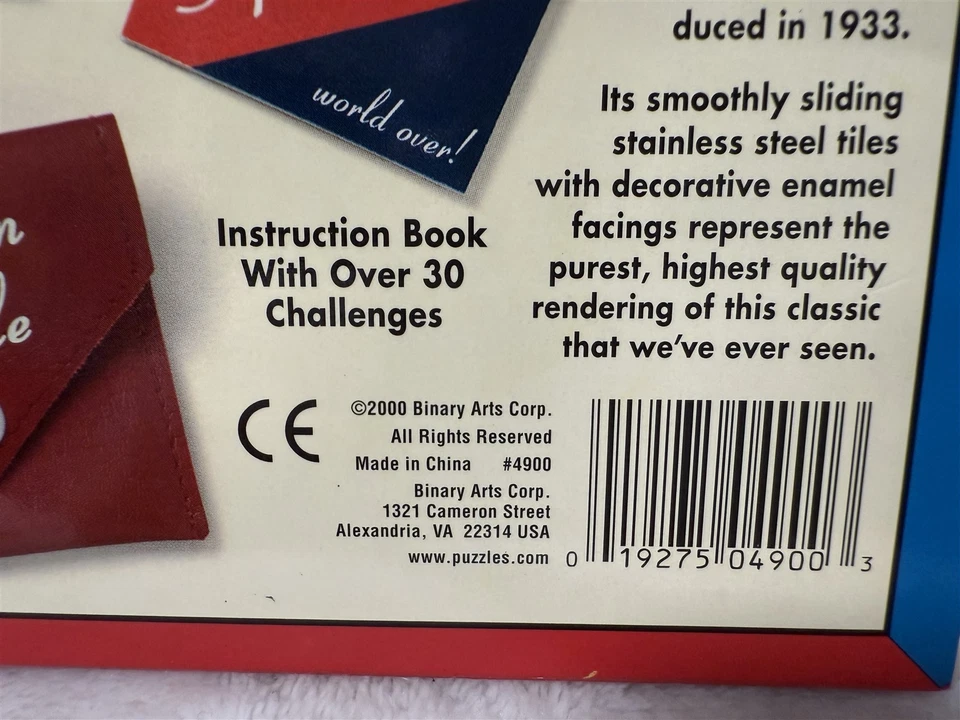 world over!
duced in 1933.
Its smoothly sliding
stainless steel tiles
with decorative enamel
facings represent the
purest, highest quality
rendering of this classic
that we've ever seen.
Instruction Book
With Over 30
Challenges
CE
©2000 Binary Arts Corp.
All Rights Reserved
Made in China #4900
Binary Arts Corp.
1321 Cameron Street
Alexandria, VA 22314 USA
www.puzzles.com
0 19275 04900 3